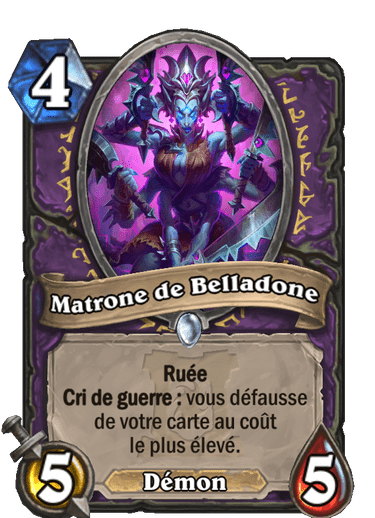 4
Matrone de Belladone
Ruée
Cri de guerre : vous défausse
de votre carte au coût
le plus élevé.
5
Démon
5